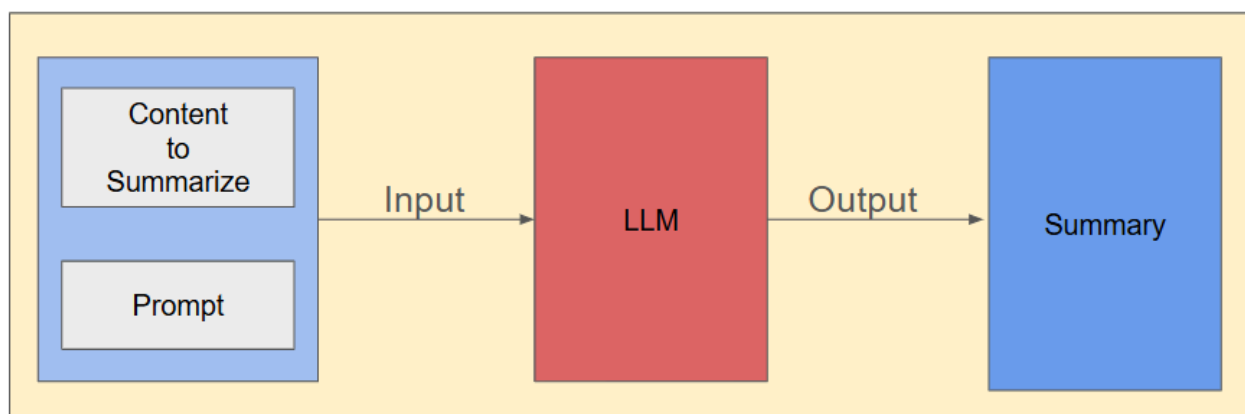 Content
to
Summarize
Prompt
Input
LLM
Output
Summary